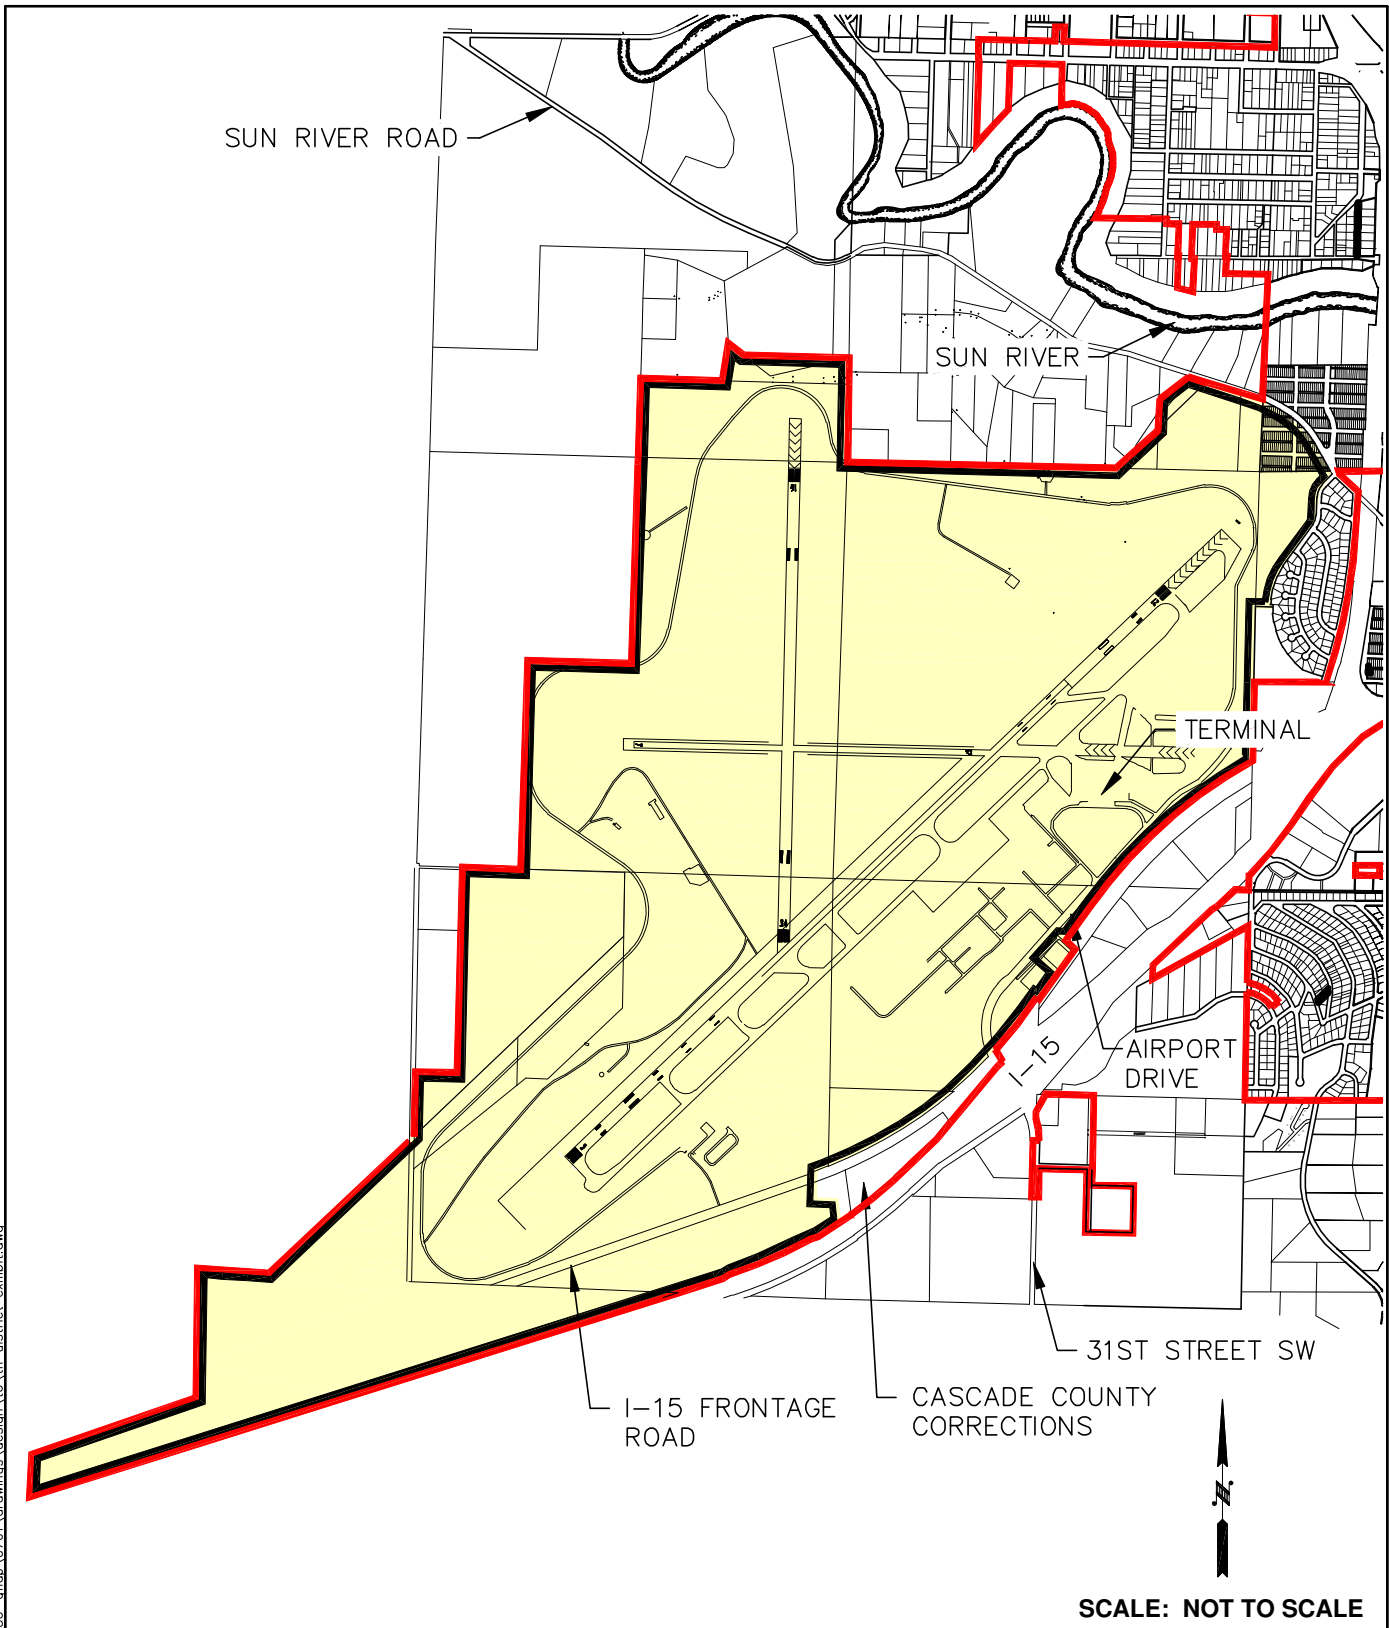 SUN RIVER ROAD
SUN RIVER
TERMINAL
I-15
AIRPORT
DRIVE
31ST STREET SW
I-15 FRONTAGE
ROAD
CASCADE COUNTY
CORRECTIONS
N
SCALE: NOT TO SCALE